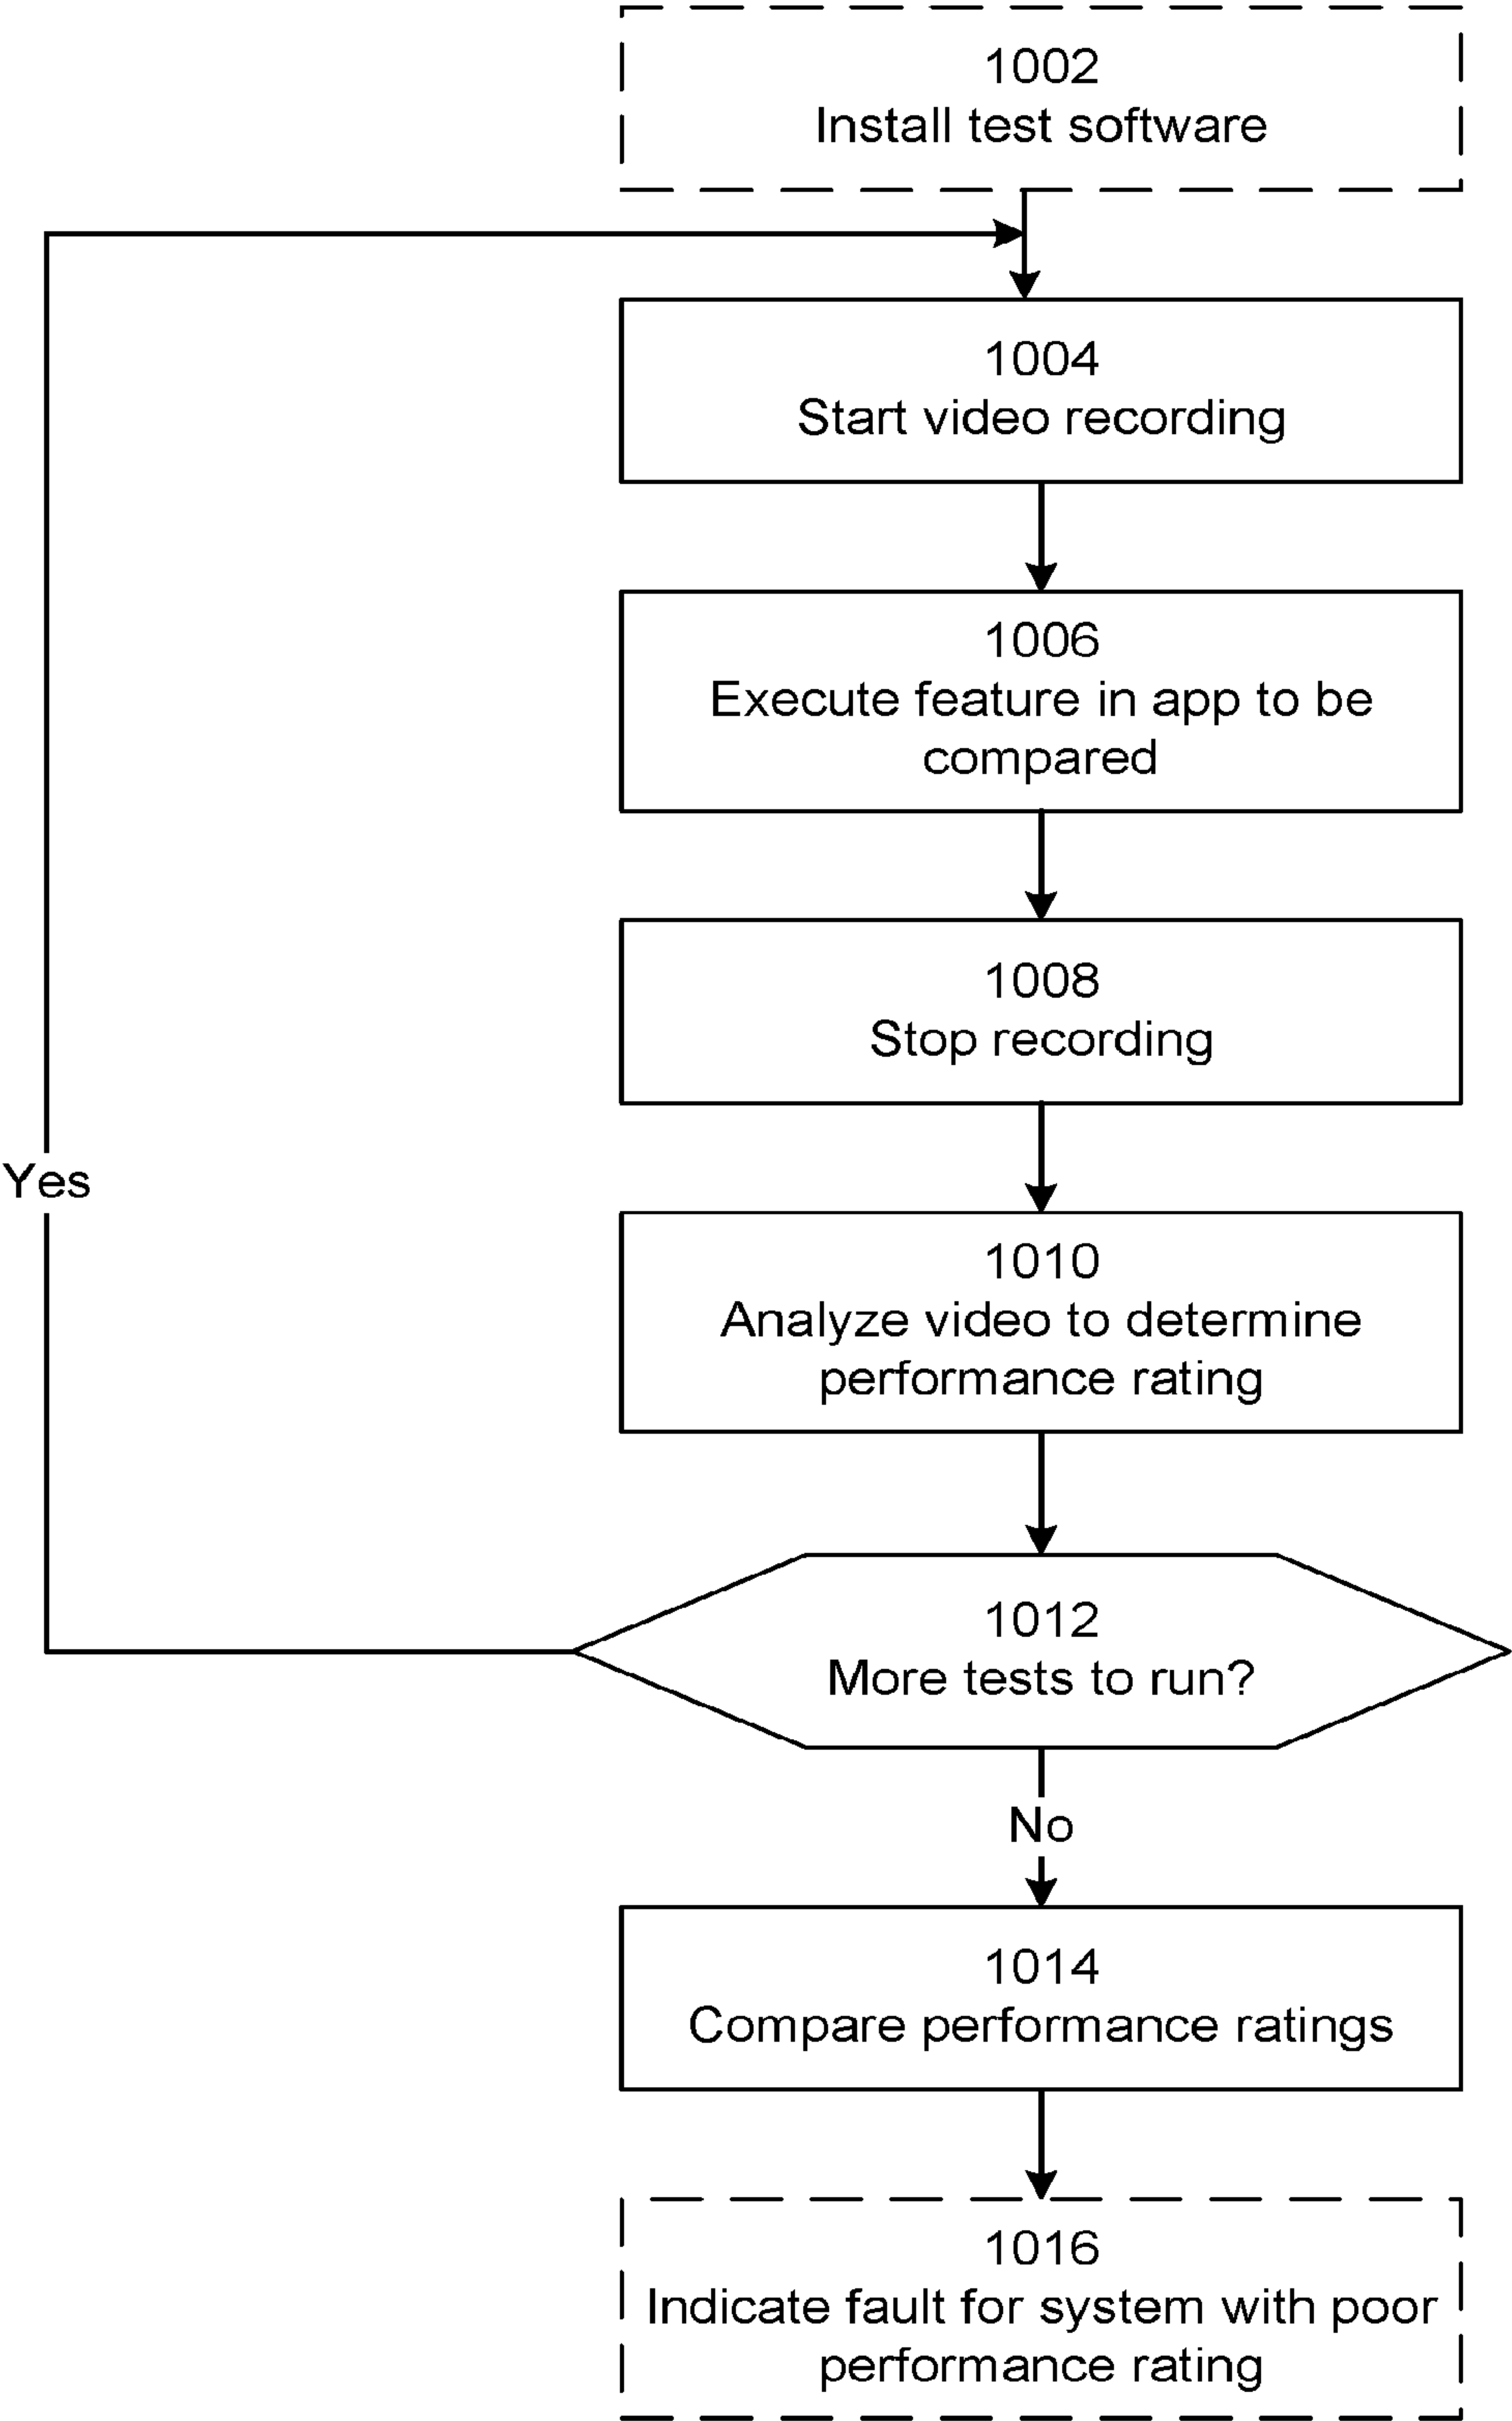 1002
Install test software
1004
Start video recording
1006
Execute feature in app to be
compared
1008
Stop recording
Yes
1010
Analyze video to determine
performance rating
1012
More tests to run?
No
1014
Compare performance ratings
1016
Indicate fault for system with poor
performance rating